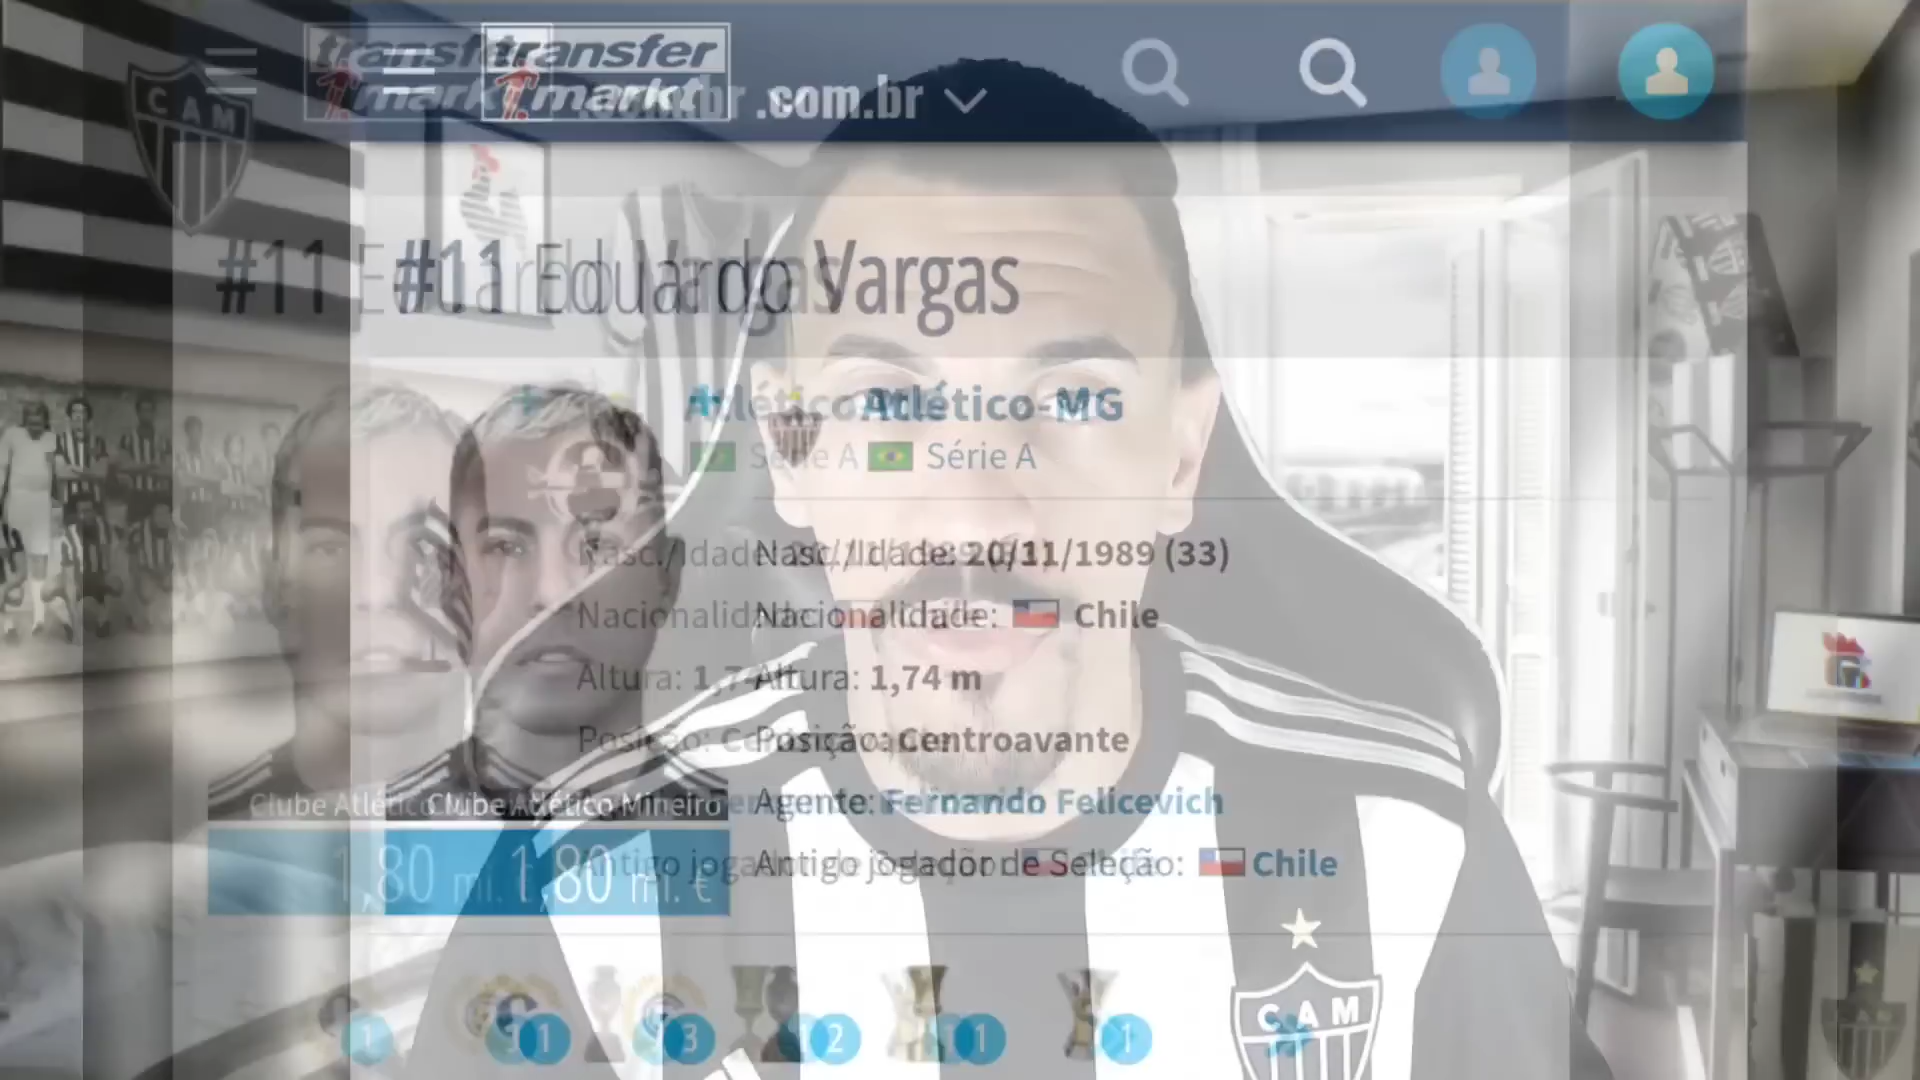 transfermarkt .com.br
#11 Eduardo Vargas
Atlético-MG
Série A
Nasc./Idade: 20/11/1989 (33)
Nacionalidade: Chile
Altura: 1,74 m
Posição: Centroavante
Clube Atlético Mineiro
Agente: Fernando Felicevich
1,80 mi. €
Antigo jogador de Seleção: Chile
1 3 2 1 1
CAM
CAM